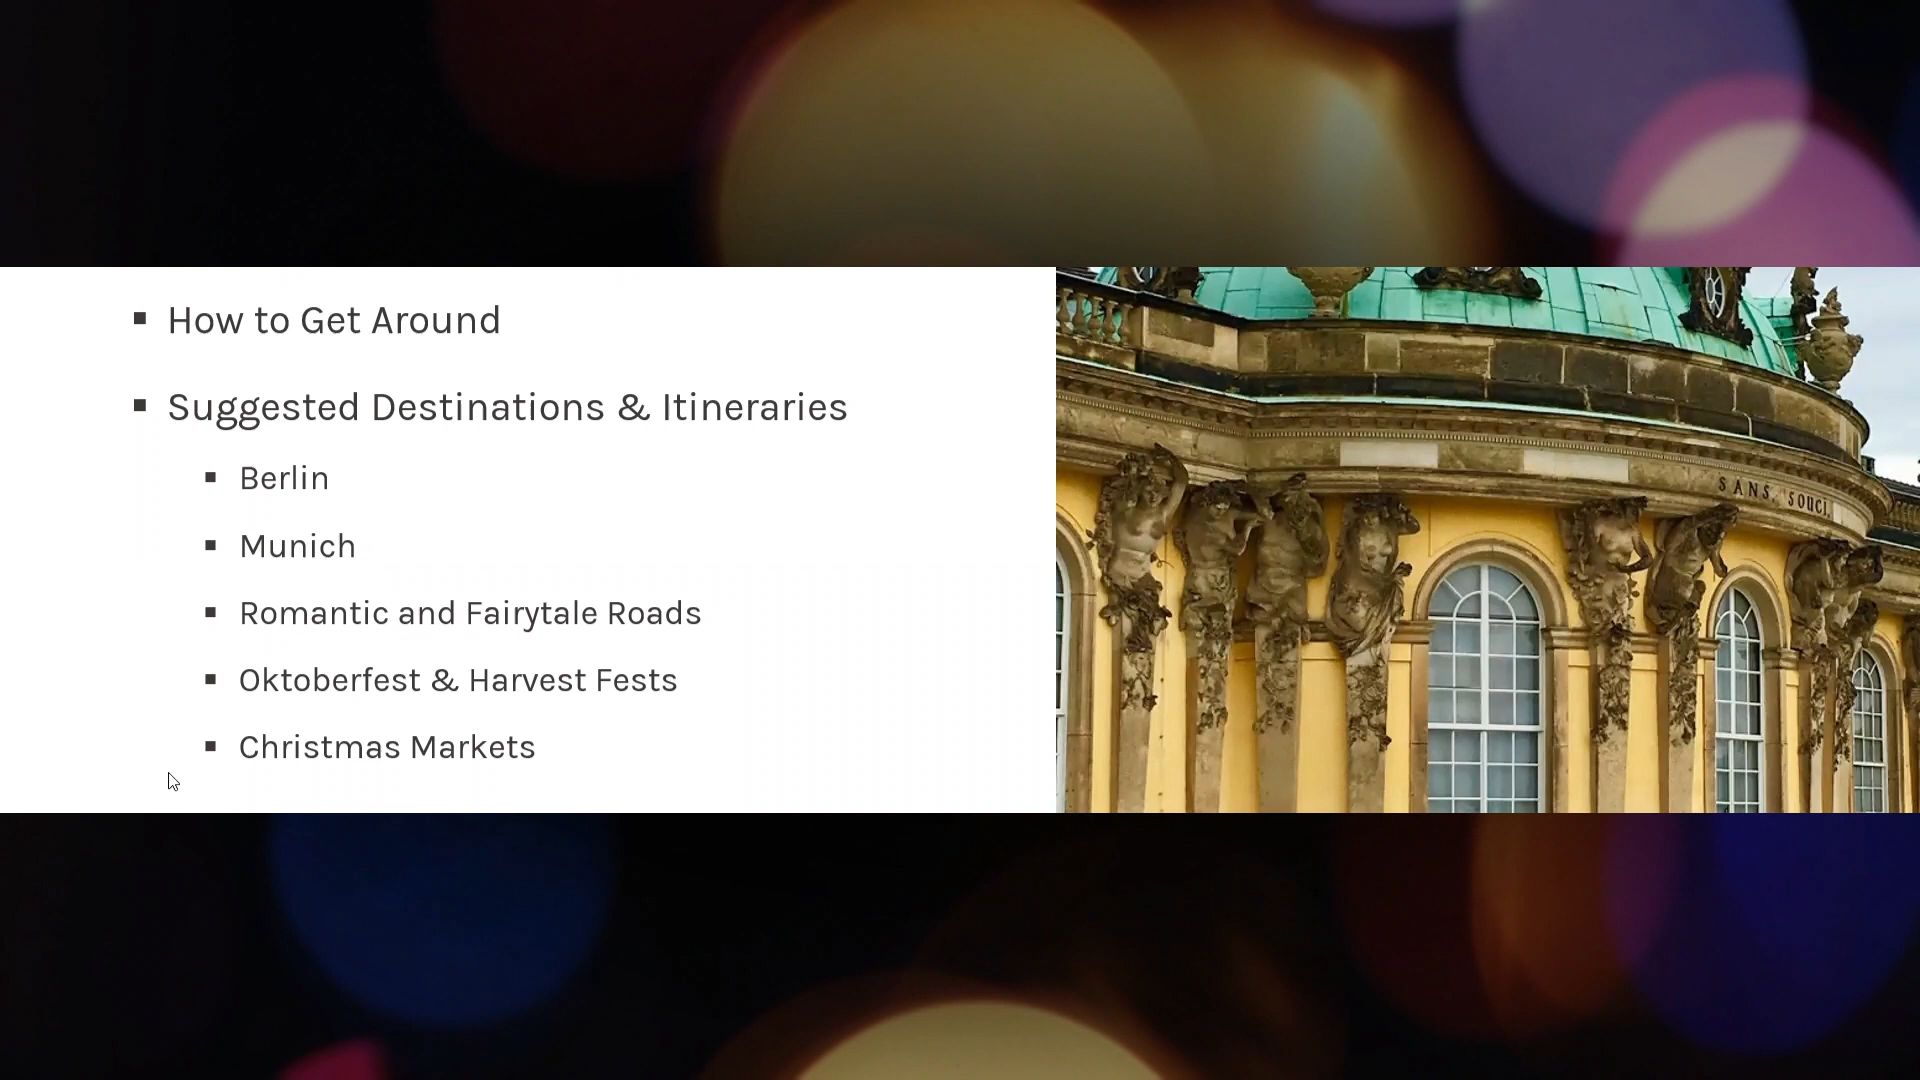 How to Get Around
Suggested Destinations & Itineraries
Berlin
Munich
Romantic and Fairytale Roads
Oktoberfest & Harvest Fests
Christmas Markets
SANS, SOUCI.